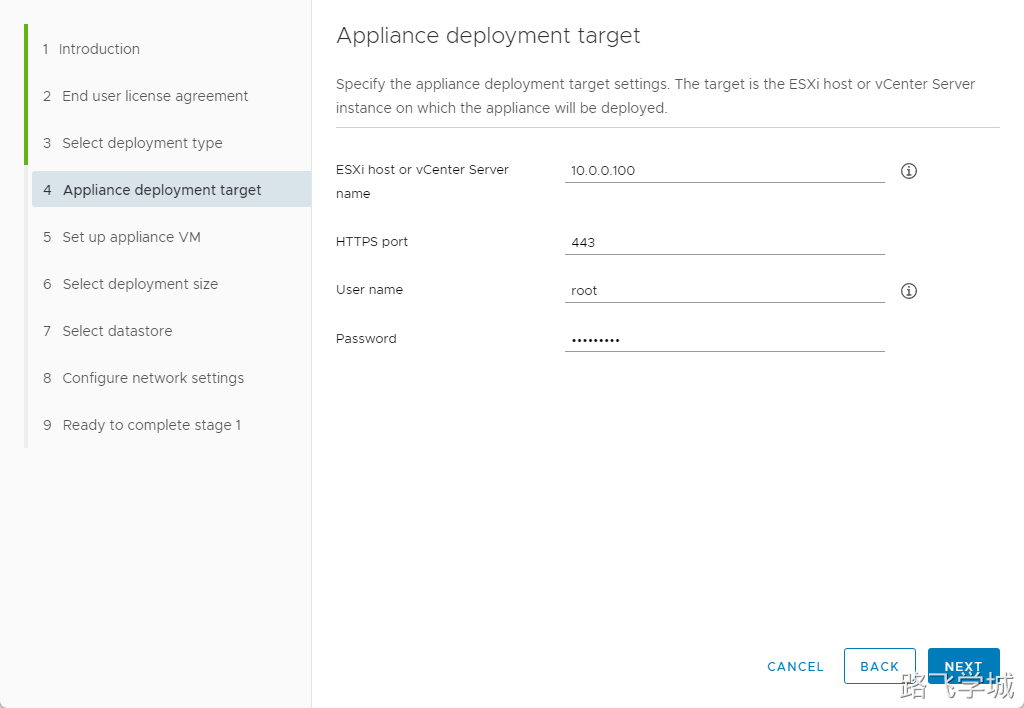 1 Introduction
2 End user license agreement
3 Select deployment type
4 Appliance deployment target
5 Set up appliance VM
6 Select deployment size
7 Select datastore
8 Configure network settings
9 Ready to complete stage 1
Appliance deployment target
Specify the appliance deployment target settings. The target is the ESXi host or vCenter Server
instance on which the appliance will be deployed.
ESXi host or vCenter Server
name
10.0.0.100
HTTPS port
443
User name
root
Password
•••••••••
CANCEL
BACK
NEXT
路飞学城